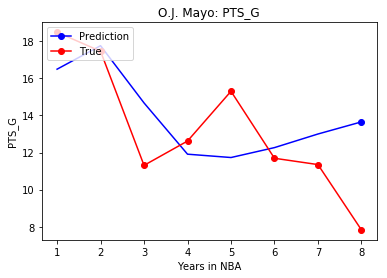 O.J. Mayo: PTS_G
Prediction
True
18
16
14
12
10
8
PTS_G
1 2 3 4 5 6 7 8
Years in NBA